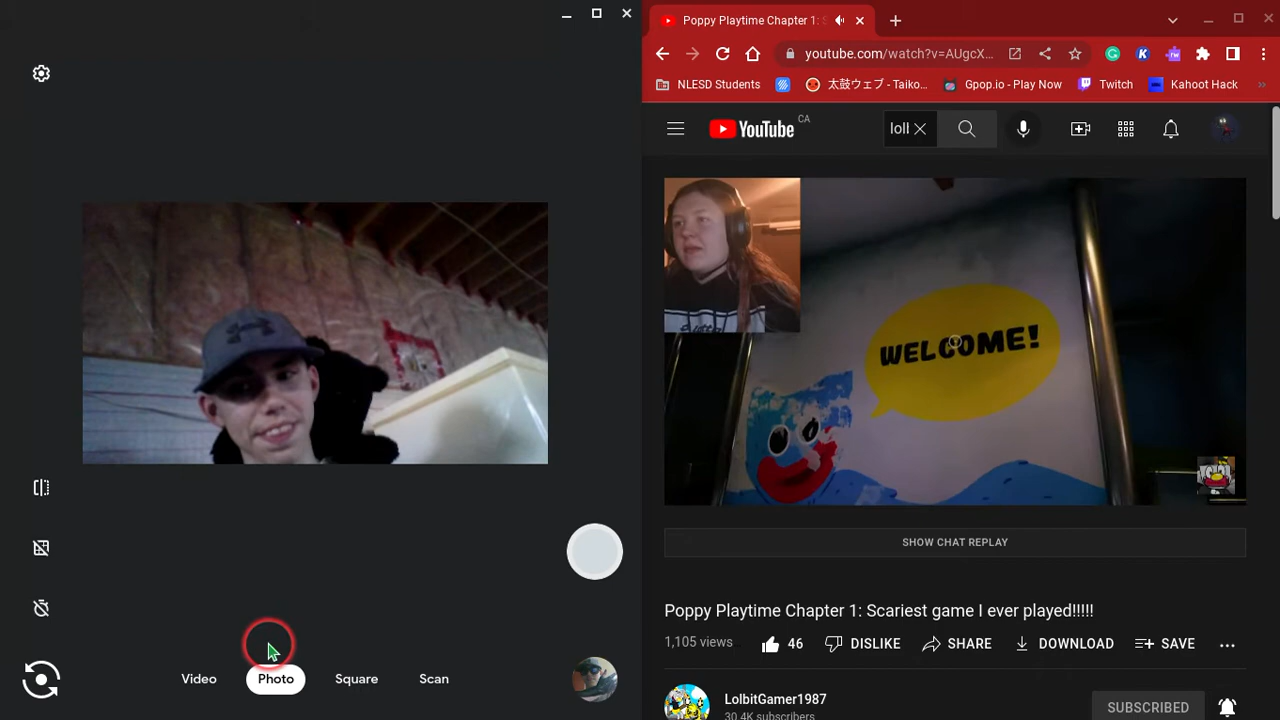 Poppy Playtime Chapter 1: S
youtube.com/watch?v=AUgcX...
NLESD Students
太鼓ウェブ - Taiko...
Gpop.io - Play Now
Twitch
Kahoot Hack
»
YouTube CA
loll
WELCOME!
SHOW CHAT REPLAY
Poppy Playtime Chapter 1: Scariest game I ever played!!!!!
1,105 views
46
DISLIKE
SHARE
DOWNLOAD
SAVE
LolbitGamer1987
30.4K subscribers
SUBSCRIBED
Video
Photo
Square
Scan